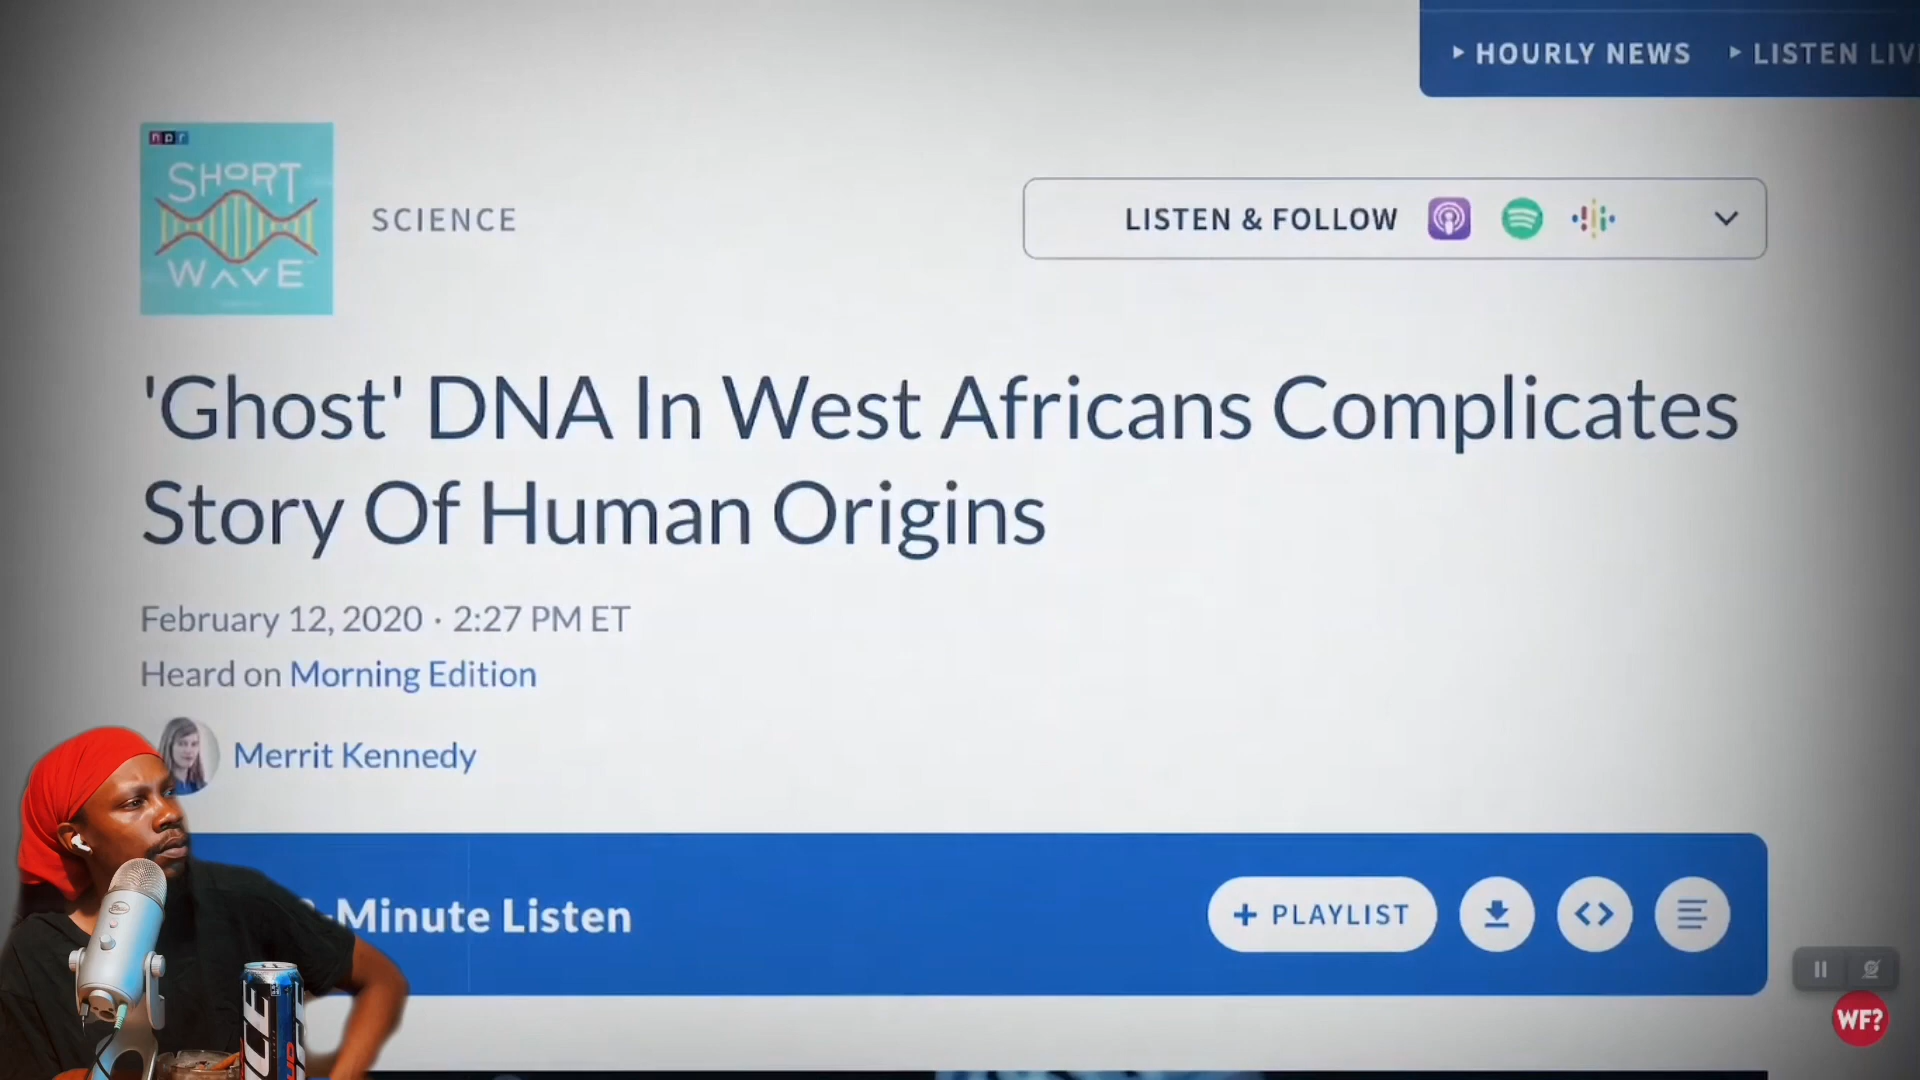 HOURLY NEWS LISTEN LIV
npr
SHORT
WAVE
SCIENCE
LISTEN & FOLLOW
'Ghost' DNA In West Africans Complicates
Story Of Human Origins
February 12, 2020 · 2:27 PM ET
Heard on Morning Edition
Merrit Kennedy
-Minute Listen
+ PLAYLIST
WF?